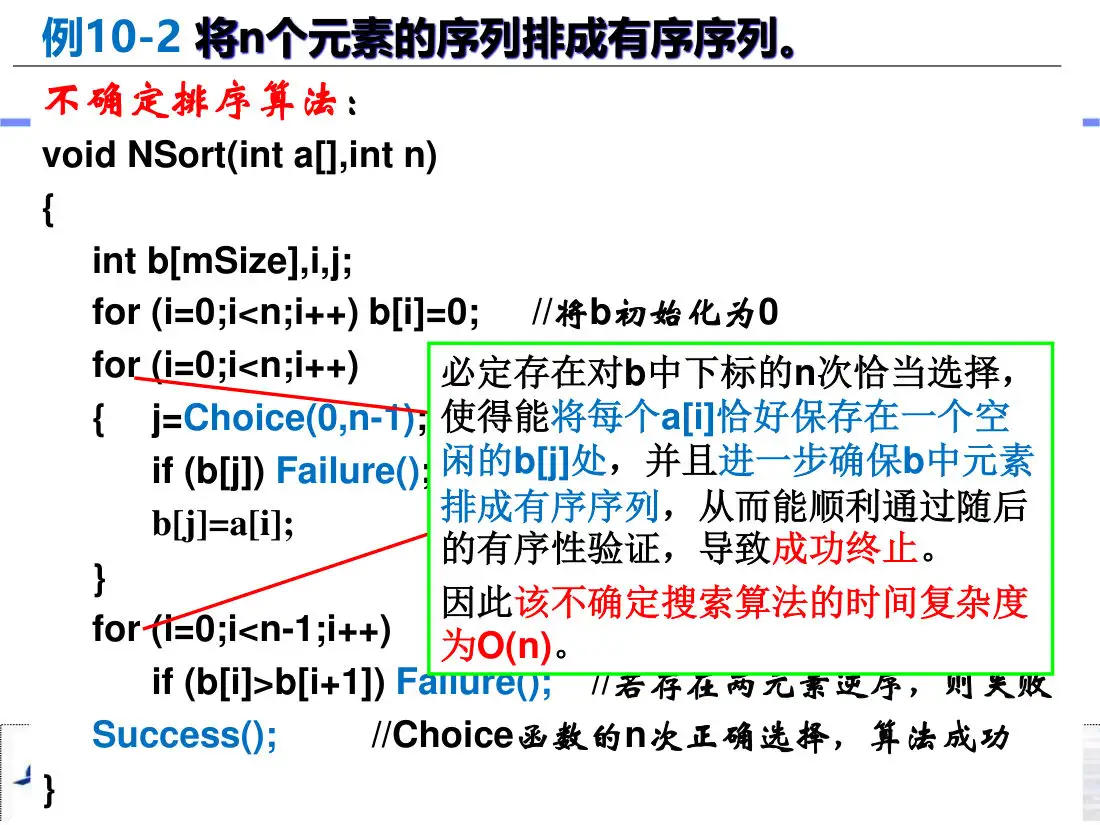 例10-2 将n个元素的序列排成有序序列。
不确定排序算法：
void NSort(int a[],int n)
{
int b[mSize],i,j;
for (i=0;i<n;i++) b[i]=0; //将b初始化为0
for (i=0;i<n;i++)
{ j=Choice(0,n-1);
if (b[j]) Failure();
b[j]=a[i];
}
for (i=0;i<n-1;i++)
if (b[i]>b[i+1]) Failure(); //若存在两元素逆序，则失败
Success(); //Choice函数的n次正确选择，算法成功
}
必定存在对b中下标的n次恰当选择，
使得能将每个a[i]恰好保存在一个空
闲的b[j]处，并且进一步确保b中元素
排成有序序列，从而能顺利通过随后
的有序性验证，导致成功终止。
因此该不确定搜索算法的时间复杂度
为O(n)。